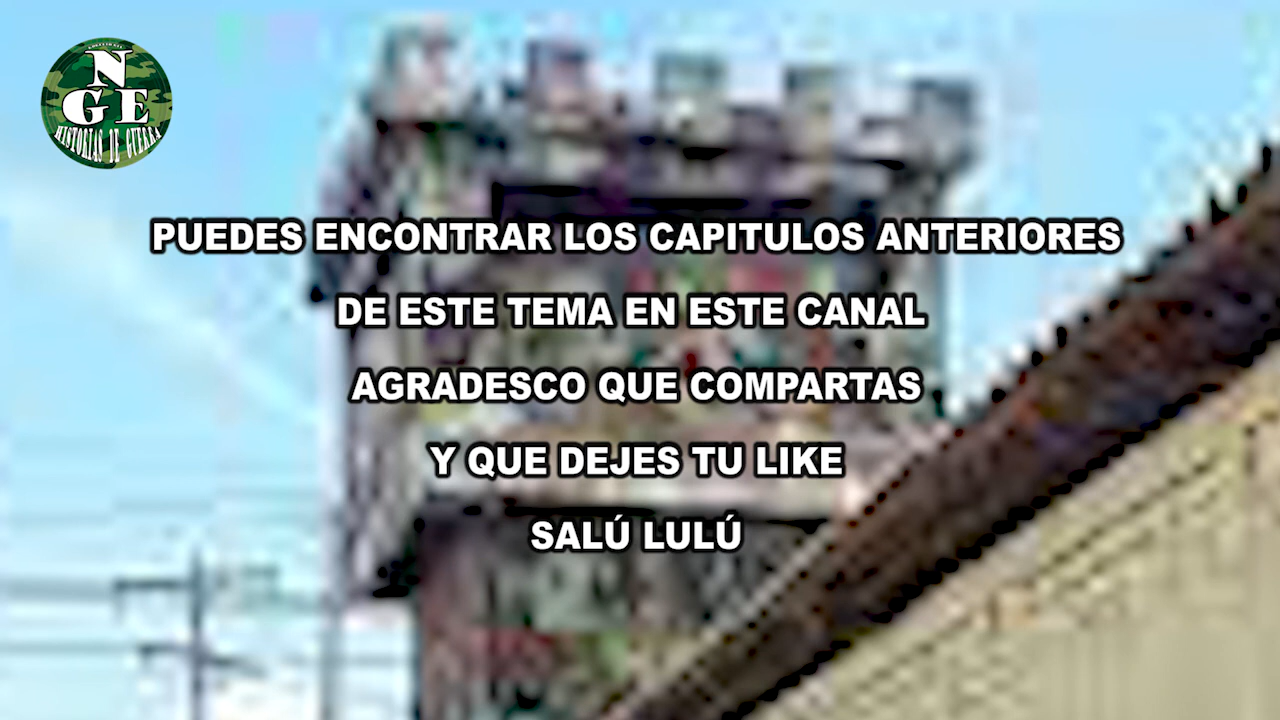 N
GE
HISTORIAS DE GUERRA
PUEDES ENCONTRAR LOS CAPITULOS ANTERIORES
DE ESTE TEMA EN ESTE CANAL
AGRADESCO QUE COMPARTAS
Y QUE DEJES TU LIKE
SALÚ LULÚ